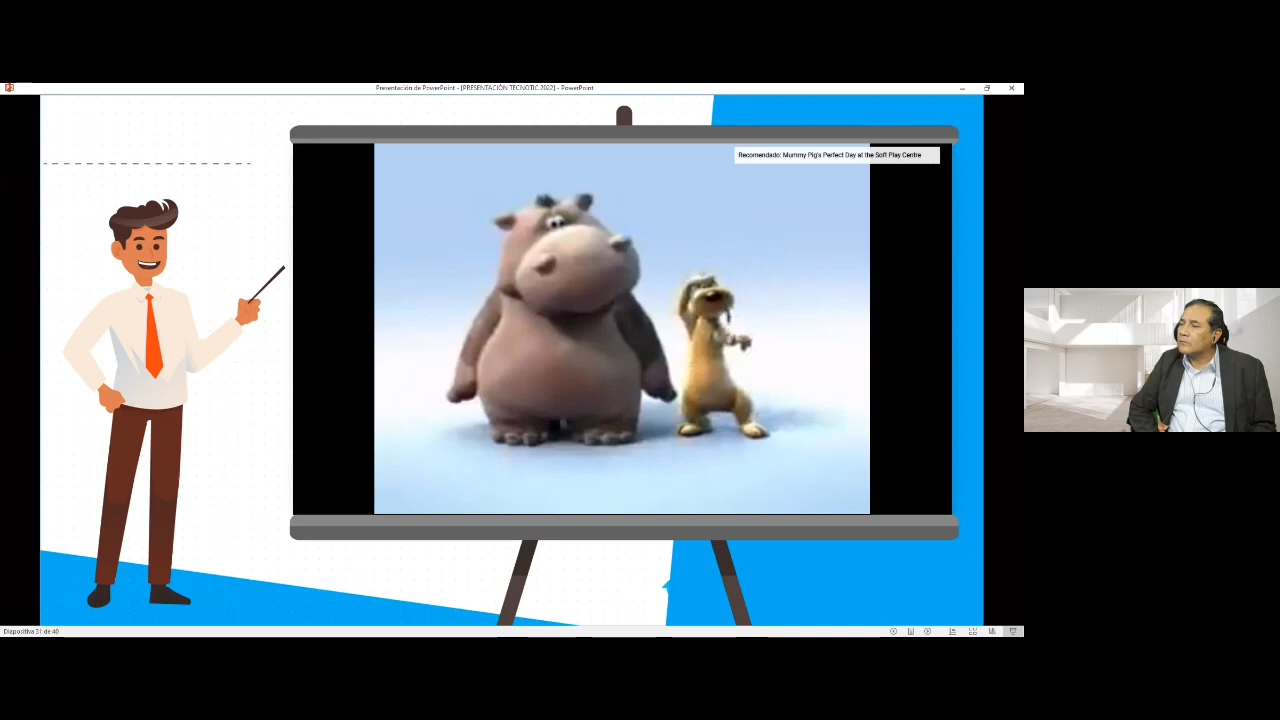 Presentación de PowerPoint - [PRESENTACIÓN TECNOTIC 2022] - PowerPoint
Recomendado: Mummy Pig's Perfect Day at the Soft Play Centre
Diapositiva 31 de 40